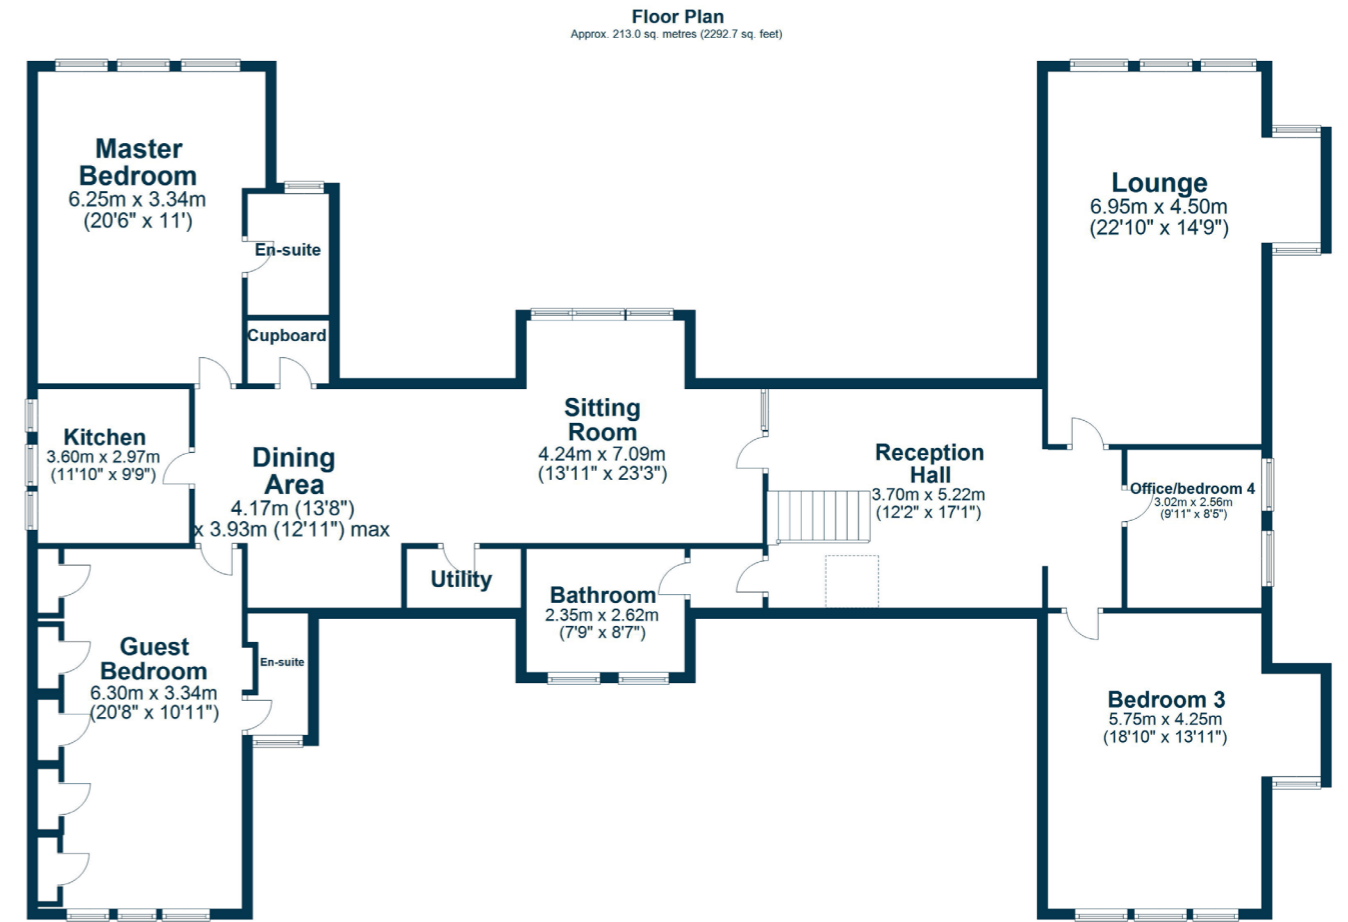 Floor Plan
Approx. 213.0 sq. metres (2292.7 sq. feet)
Master
Bedroom
6.25m x 3.34m
(20'6" x 11')
En-suite
Cupboard
Lounge
6.95m x 4.50m
(22'10" x 14'9")
Kitchen
3.60m x 2.97m
(11'10" x 9'9")
Dining
Area
4.17m (13'8")
x 3.93m (12'11") max
Sitting
Room
4.24m x 7.09m
(13'11" x 23'3")
Reception
Hall
3.70m x 5.22m
(12'2" x 17'1")
Office/bedroom 4
3.02m x 2.56m
(9'11" x 8'5")
Utility
Bathroom
2.35m x 2.62m
(7'9" x 8'7")
Guest
Bedroom
6.30m x 3.34m
(20'8" x 10'11")
En-suite
Bedroom 3
5.75m x 4.25m
(18'10" x 13'11")